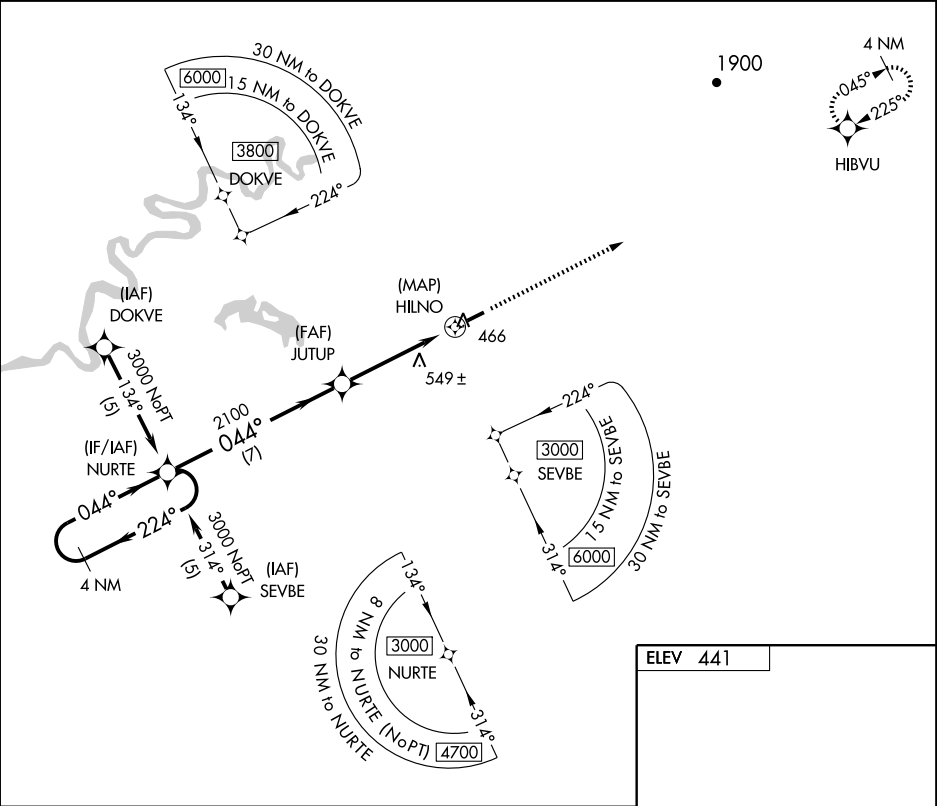 30 NM to DOKVE
6000
15 NM to DOKVE
134°
3800
DOKVE
224°
1900
4 NM
045°
225°
HIBVU
(IAF)
DOKVE
3000 NoPT
134°
(5)
(MAP)
HILNO
466
(FAF)
JUTUP
549 ±
2100
044°
(7)
(IF/IAF)
NURTE
044°
224°
4 NM
3000 NoPT
314°
(5)
(IAF)
SEVBE
224°
3000
SEVBE
15 NM to SEVBE
30 NM to SEVBE
314°
6000
134°
3000
NURTE
8 NM to NURTE (NoPT)
30 NM to NURTE
314°
4700
ELEV 441